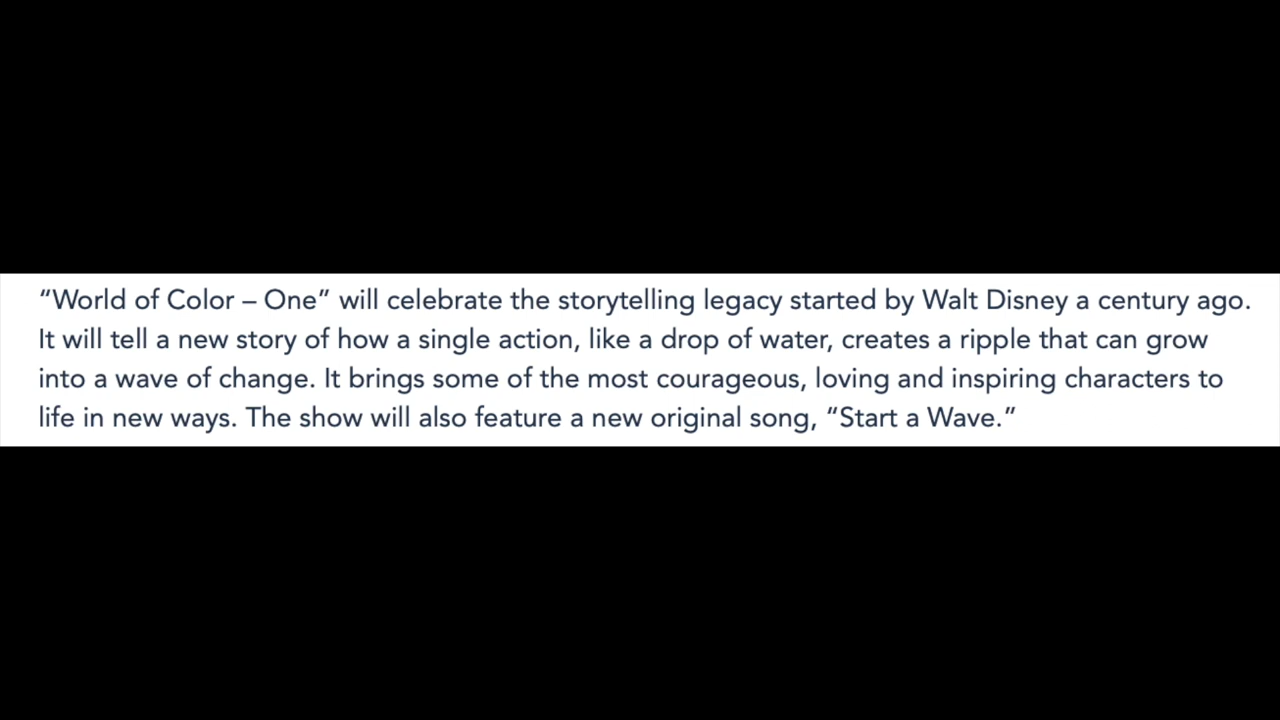 “World of Color – One” will celebrate the storytelling legacy started by Walt Disney a century ago.
It will tell a new story of how a single action, like a drop of water, creates a ripple that can grow
into a wave of change. It brings some of the most courageous, loving and inspiring characters to
life in new ways. The show will also feature a new original song, “Start a Wave.”